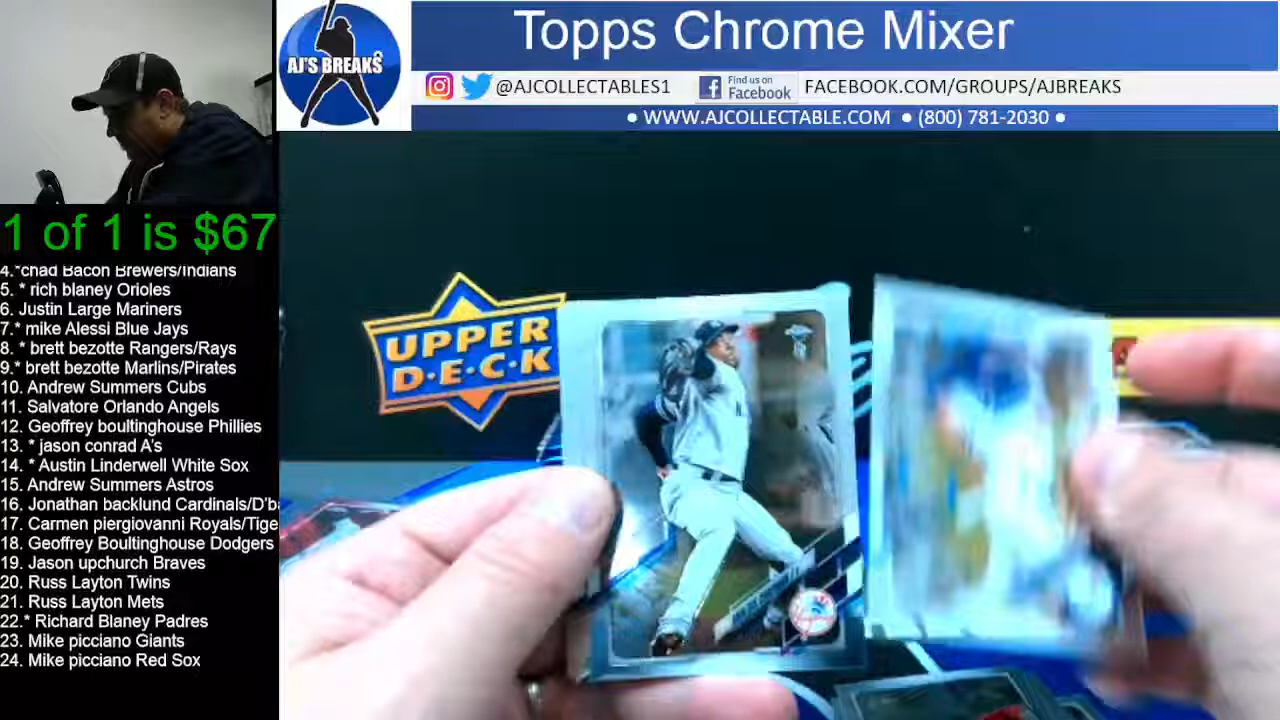 Topps Chrome Mixer
AJ'S BREAKS
@AJCOLLECTABLES1
Find us on
Facebook
FACEBOOK.COM/GROUPS/AJBREAKS
• WWW.AJCOLLECTABLE.COM • (800) 781-2030 •
1 of 1 is $67
4.*chad Bacon Brewers/Indians
5. * rich blaney Orioles
6. Justin Large Mariners
7.* mike Alessi Blue Jays
8. * brett bezotte Rangers/Rays
9.* brett bezotte Marlins/Pirates
10. Andrew Summers Cubs
11. Salvatore Orlando Angels
12. Geoffrey boultinghouse Phillies
13. * jason conrad A's
14. * Austin Linderwell White Sox
15. Andrew Summers Astros
16. Jonathan backlund Cardinals/D'ba
17. Carmen piergiovanni Royals/Tige
18. Geoffrey Boultinghouse Dodgers
19. Jason upchurch Braves
20. Russ Layton Twins
21. Russ Layton Mets
22.* Richard Blaney Padres
23. Mike picciano Giants
24. Mike picciano Red Sox
UPPER
D•E•C•K